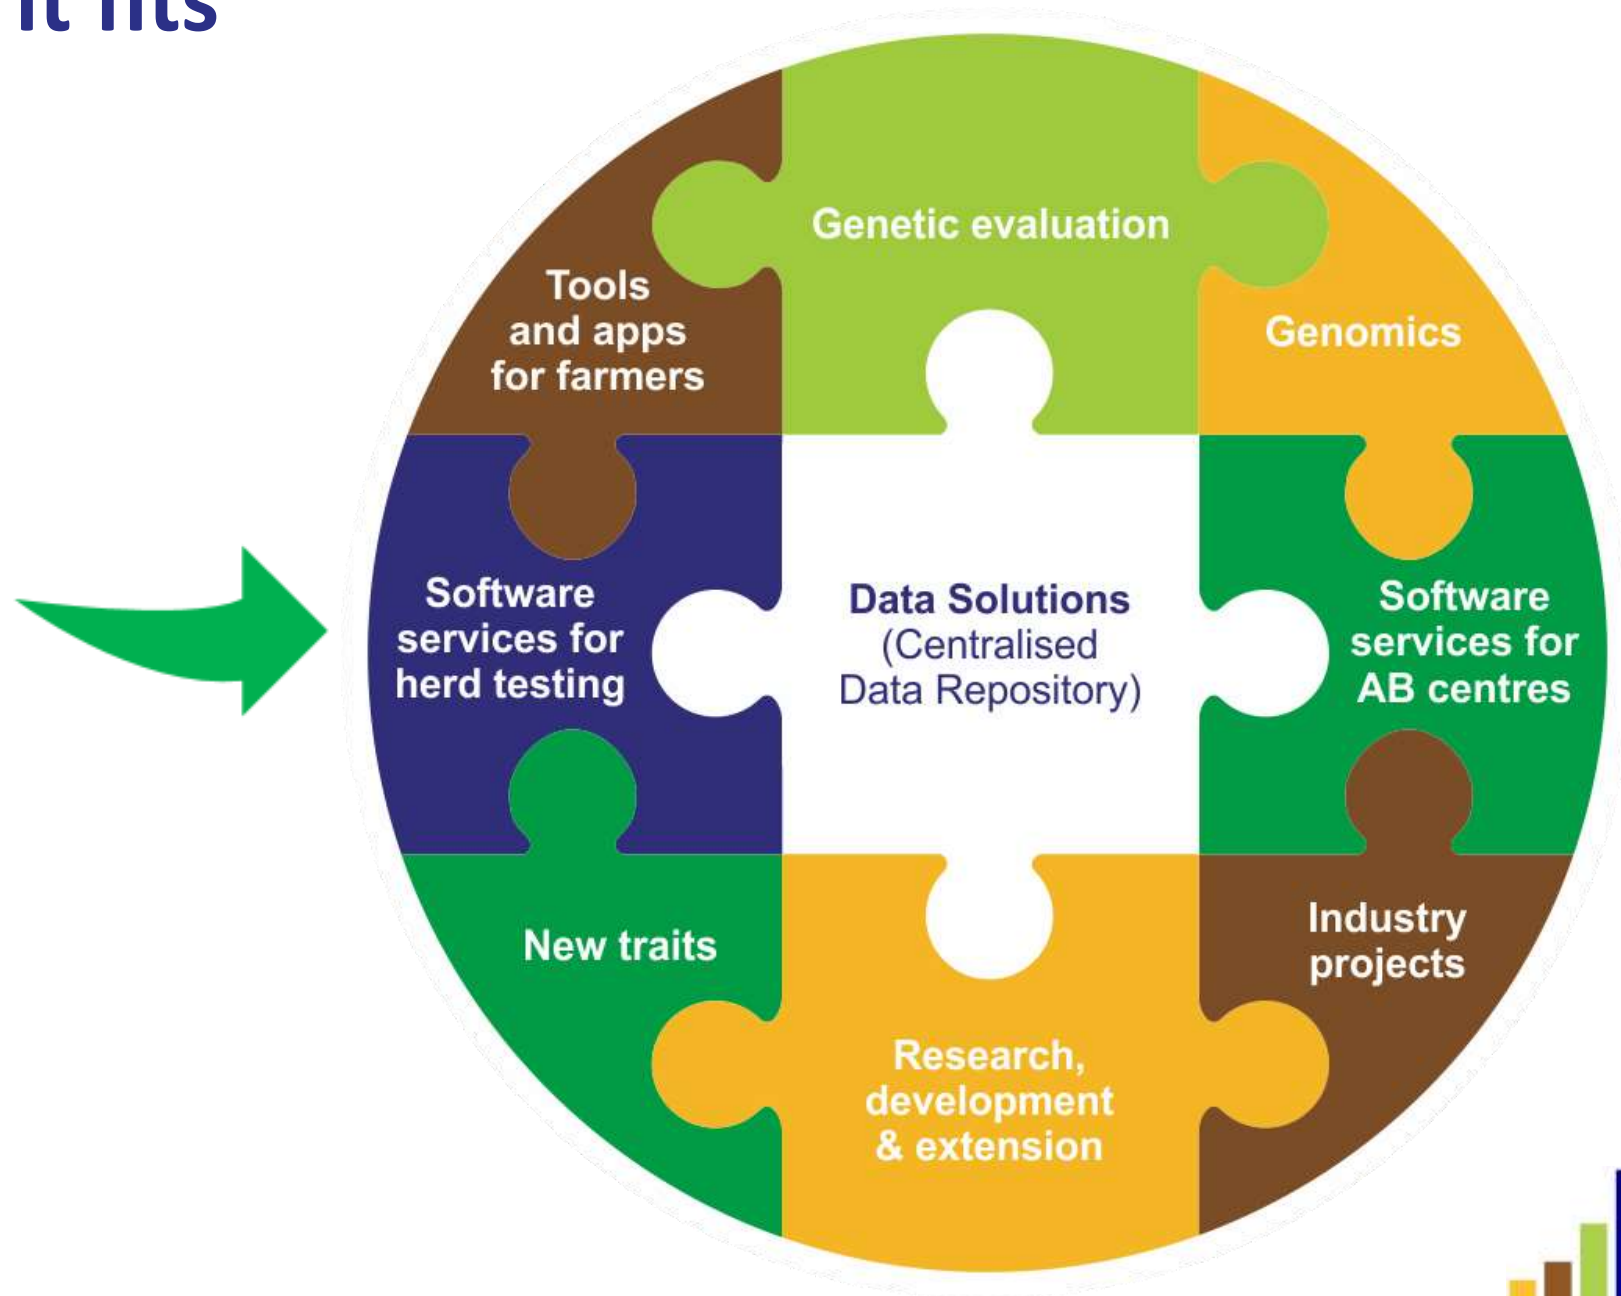 it fits
Genetic evaluation
Tools
and apps
for farmers
Genomics
Software
services for
herd testing
Data Solutions
(Centralised
Data Repository)
Software
services for
AB centres
New traits
Industry
projects
Research,
development
& extension